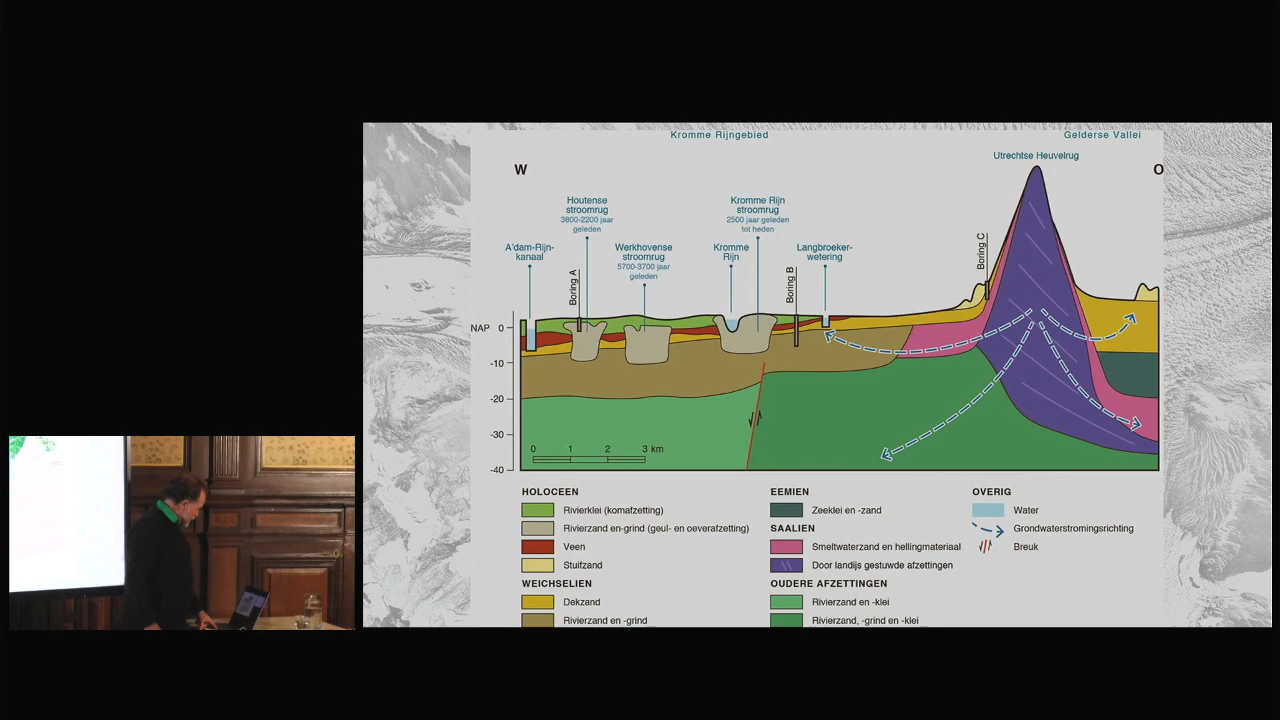 Kromme Rijngebied
Gelderse Vallei
W
Utrechtse Heuvelrug
O
Houtense
stroomrug
3800-2200 jaar
geleden
Kromme Rijn
stroomrug
2500 jaar geleden
tot heden
A'dam-Rijn-
kanaal
Boring A
Werkhovense
stroomrug
5700-3700 jaar
geleden
Kromme
Rijn
Boring B
Langbroeker-
wetering
Boring C
NAP 0
-10
-20
-30
-40
0 1 2 3 km
HOLOCEEN
Rivierklei (komafzetting)
Rivierzand en-grind (geul- en oeverafzetting)
Veen
Stuifzand
WEICHSELIEN
Dekzand
Rivierzand en -grind
EEMIEN
Zeeklei en -zand
SAALIEN
Smeltwaterzand en hellingmateriaal
Door landijs gestuwde afzettingen
OUDERE AFZETTINGEN
Rivierzand en -klei
Rivierzand, -grind en -klei
OVERIG
Water
Grondwaterstromingsrichting
Breuk